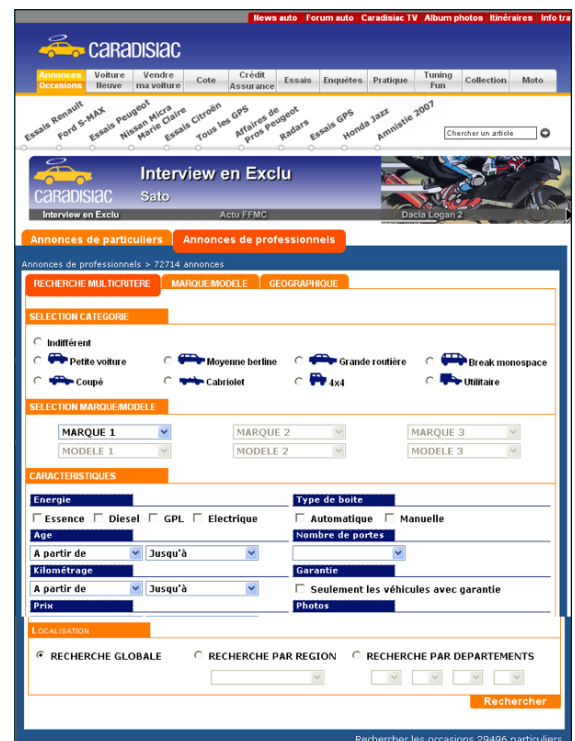 News auto Forum auto Caradisiac TV Album photos Itinéraires Info tra
CARADISIAC
Annonces Occasions Voiture Neuve Vendre ma voiture Cote Crédit Assurance Essais Enquêtes Pratique Tuning Fun Collection Moto
Essais Renault
Ford S-MAX
Essais Peugeot
Nissan Micra Marie Claire
Essais Citroën
Tous les GPS
Affaires de Pros Peugeot
Radars
Essais GPS
Honda Jazz
Amnistie 2007
Chercher un article
CARADISIAC
Interview en Exclu
Sato
Interview en Exclu Actu FFMC Dacia Logan 2
Annonces de particuliers Annonces de professionnels
Annonces de professionnels > 72714 annonces
RECHERCHE MULTICRITERE MARQUE/MODELE GEOGRAPHIQUE
SELECTION CATEGORIE
Indifférent
Petite voiture Moyenne berline Grande routière Break monospace
Coupé Cabriolet 4x4 Utilitaire
SELECTION MARQUE/MODELE
MARQUE 1 MARQUE 2 MARQUE 3
MODELE 1 MODELE 2 MODELE 3
CARACTERISTIQUES
Energie Type de boite
Essence Diesel GPL Electrique Automatique Manuelle
Age Nombre de portes
A partir de Jusqu'à
Kilométrage Garantie
A partir de Jusqu'à Seulement les véhicules avec garantie
Prix Photos
LOCALISATION
RECHERCHE GLOBALE RECHERCHE PAR REGION RECHERCHE PAR DEPARTEMENTS
Rechercher
Rechercher les occasions 29496 particuliers